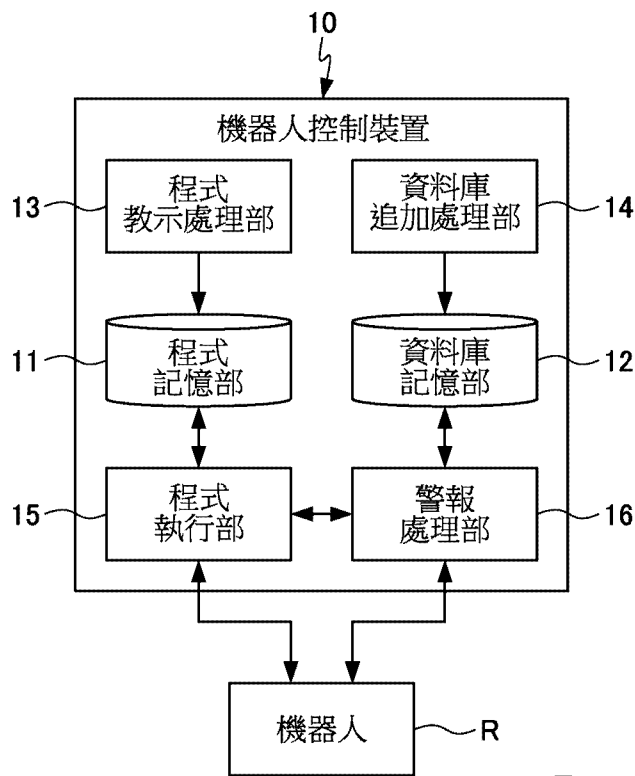 10
機器人控制裝置
程式
教示處理部
13
資料庫
追加處理部
14
程式
記憶部
11
資料庫
記憶部
12
程式
執行部
15
警報
處理部
16
機器人
R